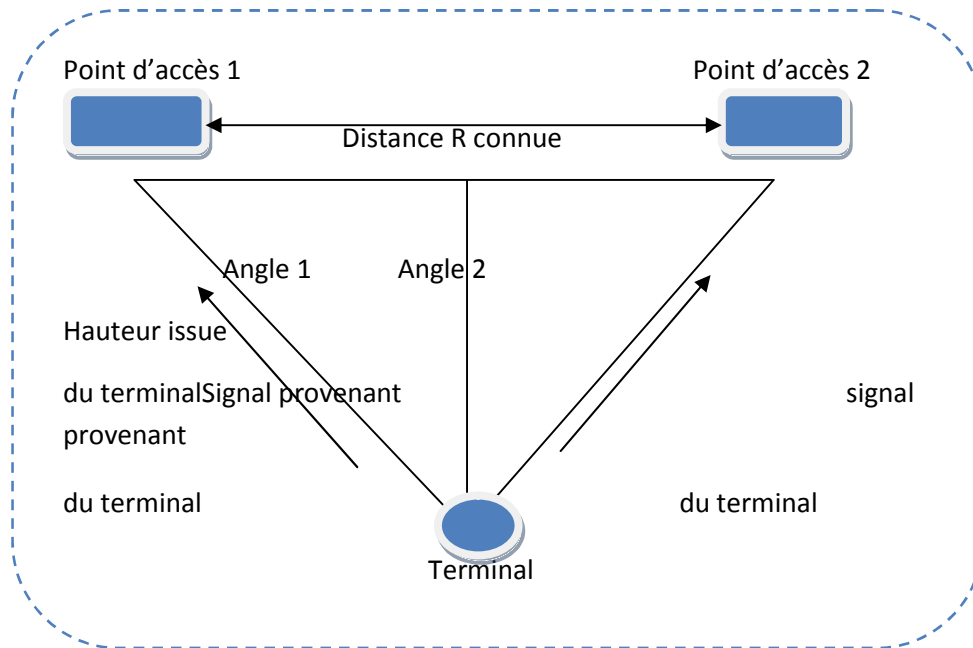 Point d’accès 1 Point d’accès 2
Distance R connue
Angle 1 Angle 2
Hauteur issue
du terminalSignal provenant signal
provenant
du terminal du terminal
Terminal